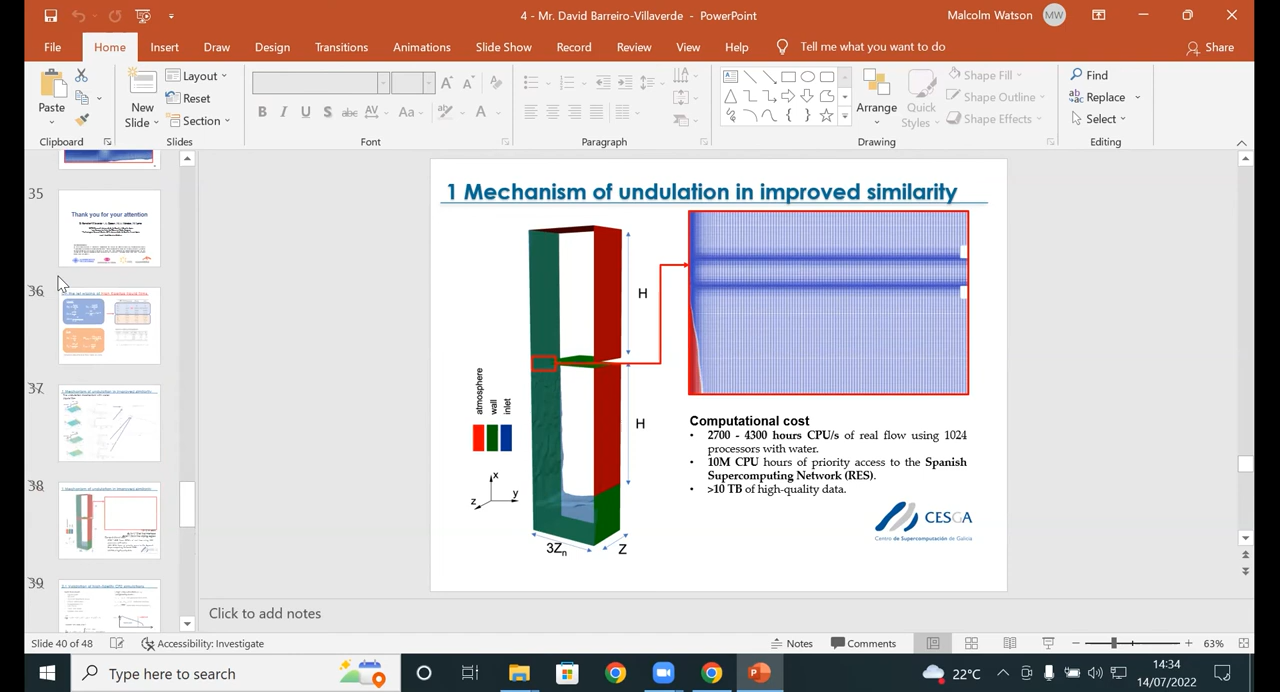 4 - Mr. David Barreiro-Villaverde - PowerPoint
Malcolm Watson
MW
File
Home
Insert
Draw
Design
Transitions
Animations
Slide Show
Record
Review
View
Help
Tell me what you want to do
Share
Paste
Clipboard
New
Slide
Layout
Reset
Section
Slides
Font
Paragraph
Arrange
Quick
Styles
Shape Fill
Shape Outline
Shape Effects
Drawing
Find
Replace
Select
Editing
35
Thank you for your attention
36
37
38
39
1 Mechanism of undulation in improved similarity
H
H
atmosphere
wall
inlet
x
y
z
3Zn
Z
Computational cost
• 2700 - 4300 hours CPU/s of real flow using 1024
processors with water.
• 10M CPU hours of priority access to the Spanish
Supercomputing Network (RES).
• >10 TB of high-quality data.
CESGA
Centro de Supercomputación de Galicia
Click to add notes
Slide 40 of 48
Accessibility: Investigate
Notes
Comments
63%
Type here to search
22°C
14:34
14/07/2022